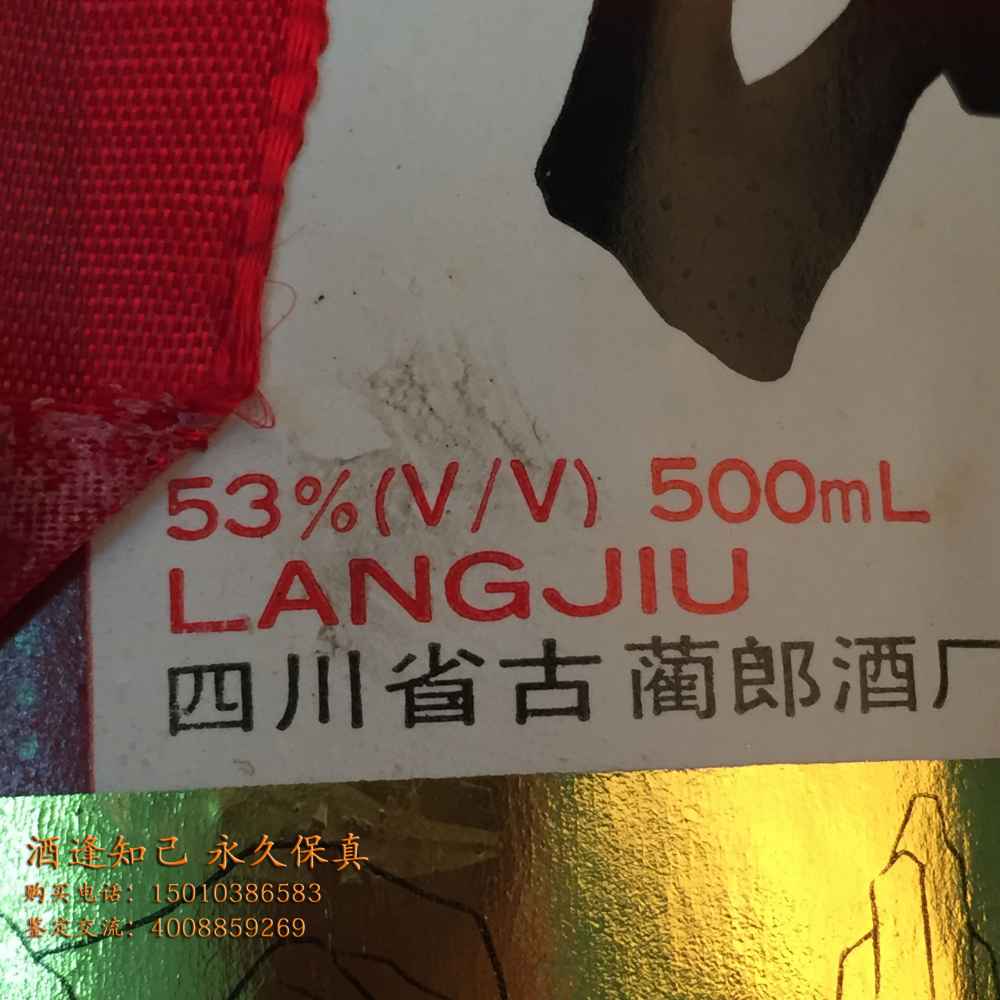 53%(V/V) 500mL
LANGJIU
四川省古蔺郎酒厂
酒逢知己 永久保真
购买电话：15010386583
鉴定交流：4008859269